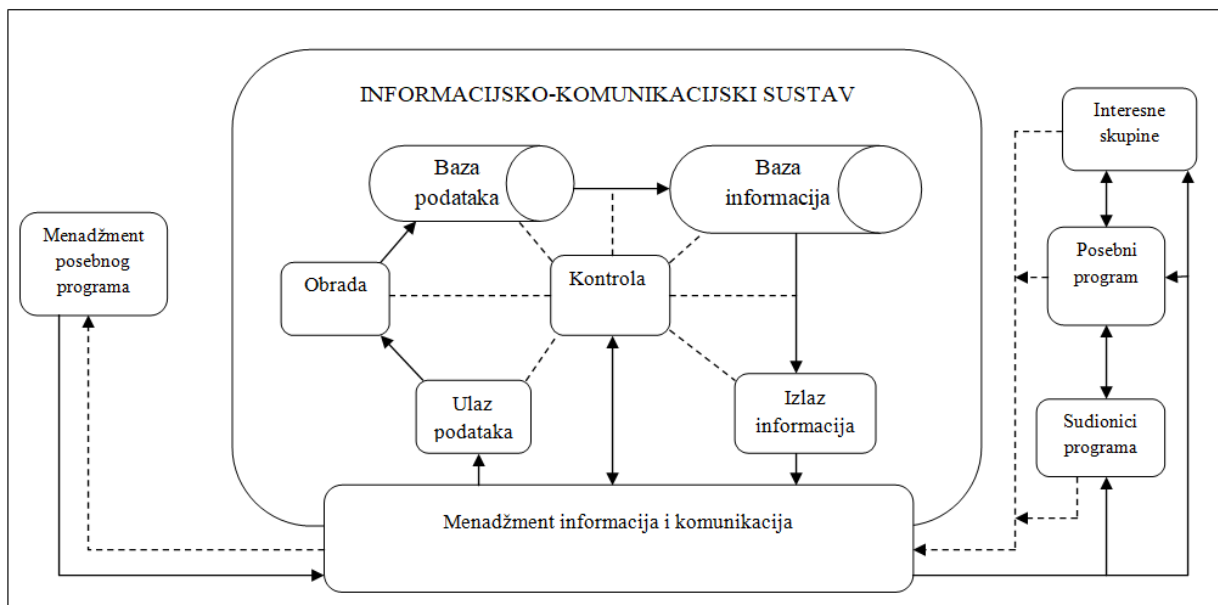 INFORMACIJSKO-KOMUNIKACIJSKI SUSTAV
Baza
podataka
Baza
informacija
Interesne
skupine
Menadžment
posebnog
programa
Obrada
Kontrola
Posebni
program
Ulaz
podataka
Izlaz
informacija
Sudionici
programa
Menadžment informacija i komunikacija